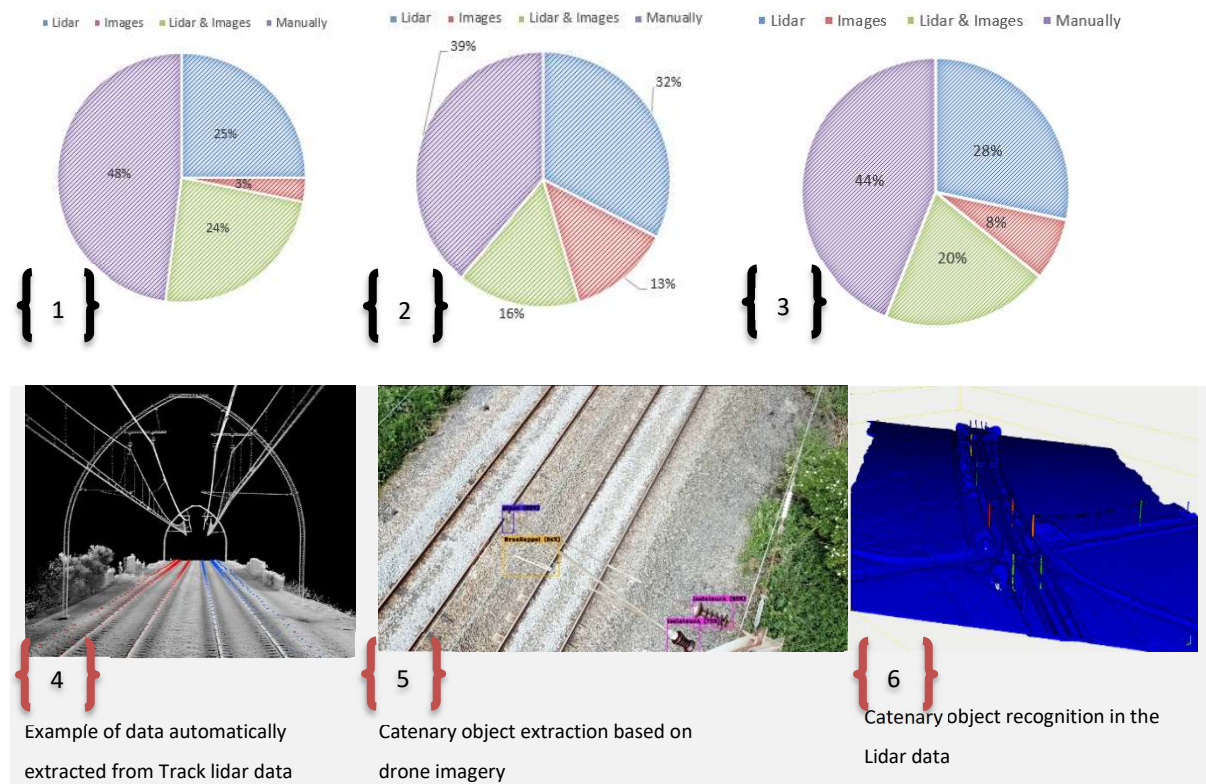 Lidar Images Lidar & Images Manually
25%
3%
24%
48%
1
Lidar Images Lidar & Images Manually
39%
32%
13%
16%
2
Lidar Images Lidar & Images Manually
28%
8%
20%
44%
3
4
Example of data automatically
extracted from Track lidar data
BrasRappel (94%)
5
Catenary object extraction based on
drone imagery
6
Catenary object recognition in the
Lidar data